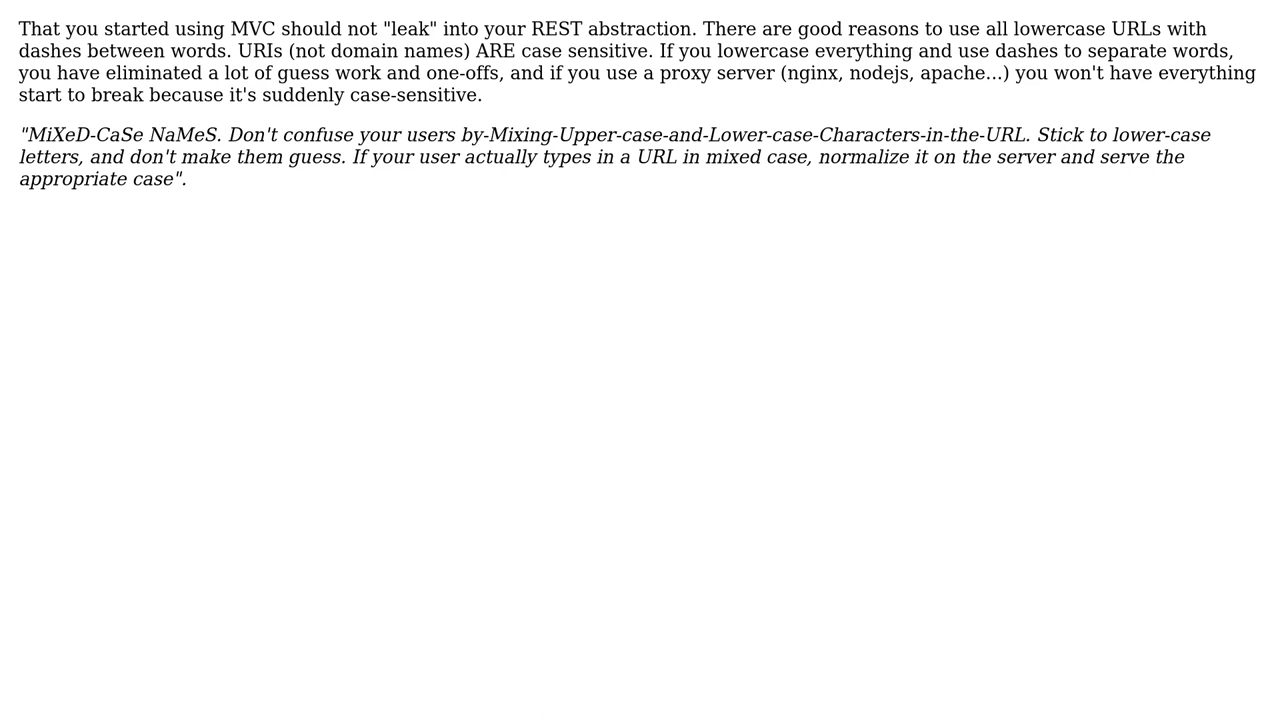 That you started using MVC should not "leak" into your REST abstraction. There are good reasons to use all lowercase URLs with
dashes between words. URIs (not domain names) ARE case sensitive. If you lowercase everything and use dashes to separate words,
you have eliminated a lot of guess work and one-offs, and if you use a proxy server (nginx, nodejs, apache...) you won't have everything
start to break because it's suddenly case-sensitive.
"MiXeD-CaSe NaMeS. Don't confuse your users by-Mixing-Upper-case-and-Lower-case-Characters-in-the-URL. Stick to lower-case
letters, and don't make them guess. If your user actually types in a URL in mixed case, normalize it on the server and serve the
appropriate case".